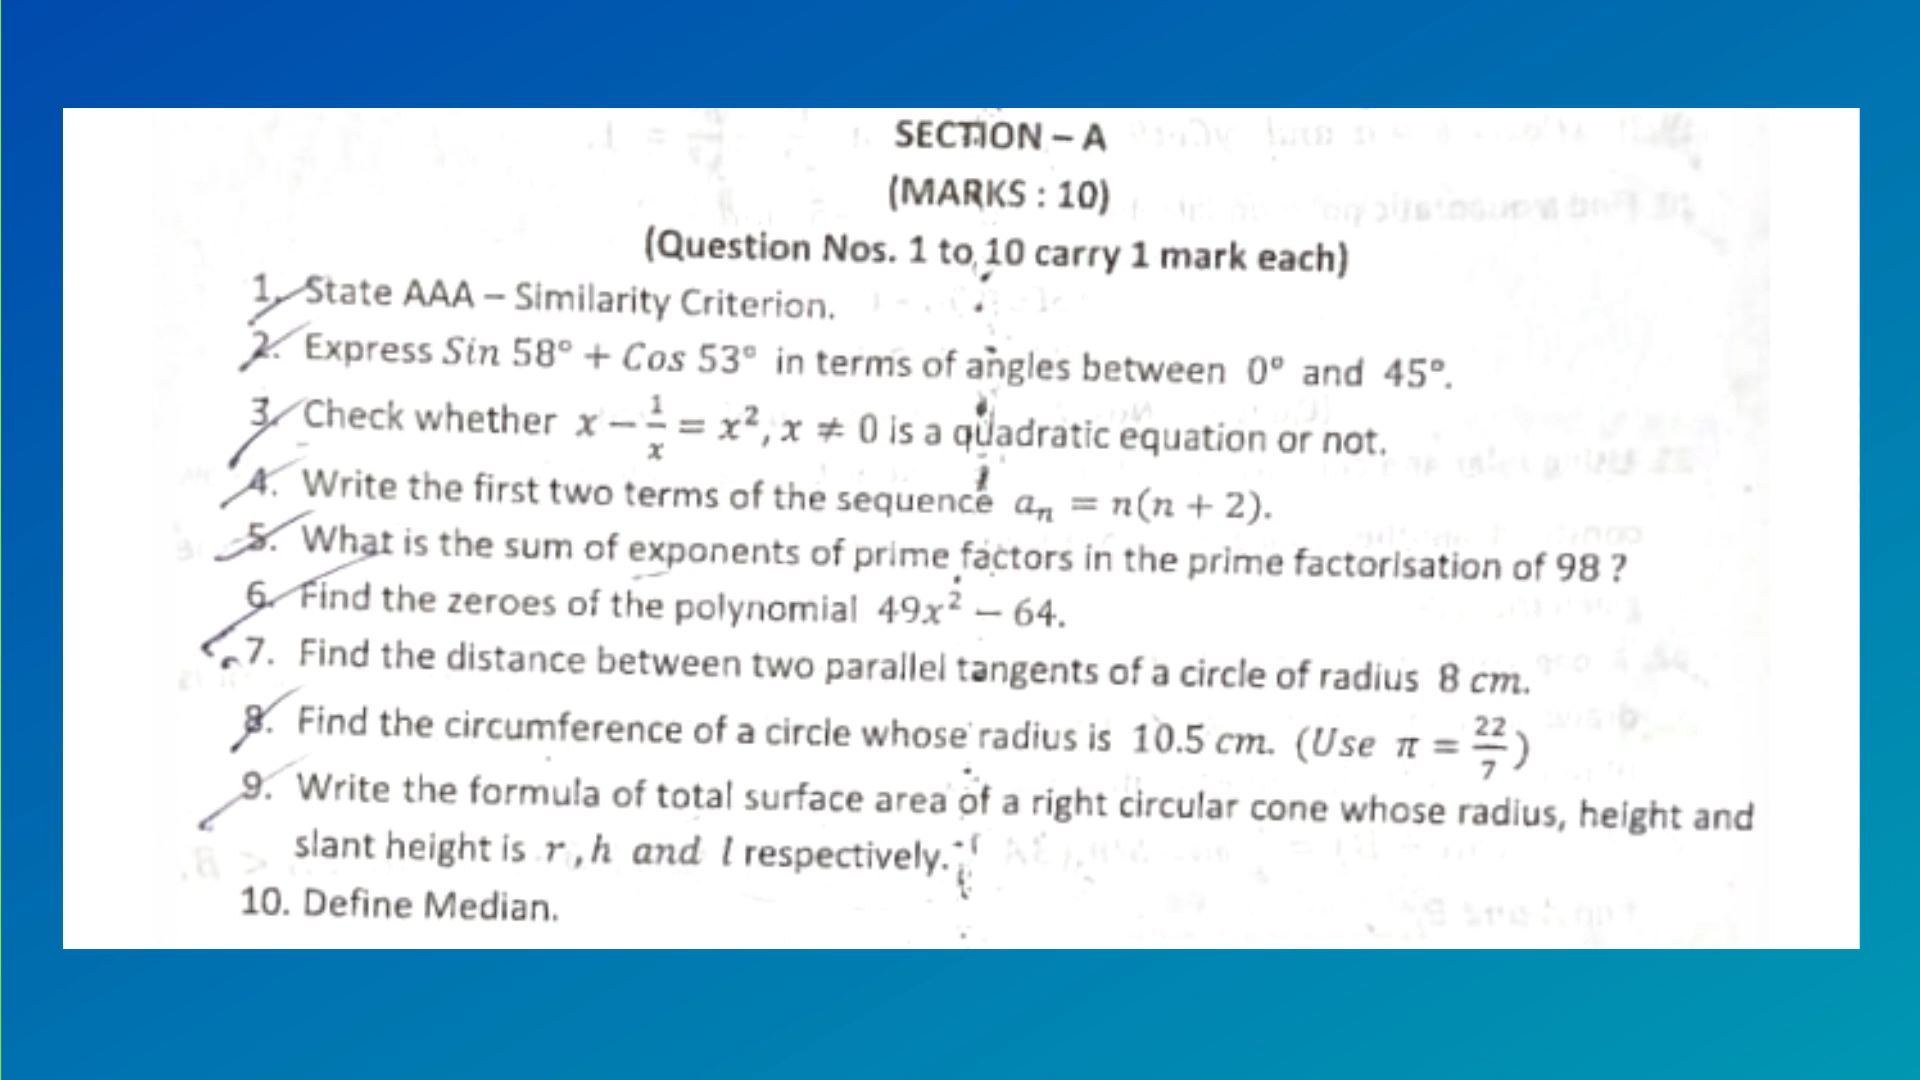 SECTION – A
(MARKS : 10)
(Question Nos. 1 to 10 carry 1 mark each)
1. State AAA – Similarity Criterion.
2. Express Sin 58° + Cos 53° in terms of angles between 0° and 45°.
3. Check whether x − 1/x = x², x ≠ 0 is a quadratic equation or not.
4. Write the first two terms of the sequence aₙ = n(n + 2).
5. What is the sum of exponents of prime factors in the prime factorisation of 98 ?
6. Find the zeroes of the polynomial 49x² − 64.
7. Find the distance between two parallel tangents of a circle of radius 8 cm.
8. Find the circumference of a circle whose radius is 10.5 cm. (Use π = 22/7)
9. Write the formula of total surface area of a right circular cone whose radius, height and
slant height is r , h and l respectively.
10. Define Median.